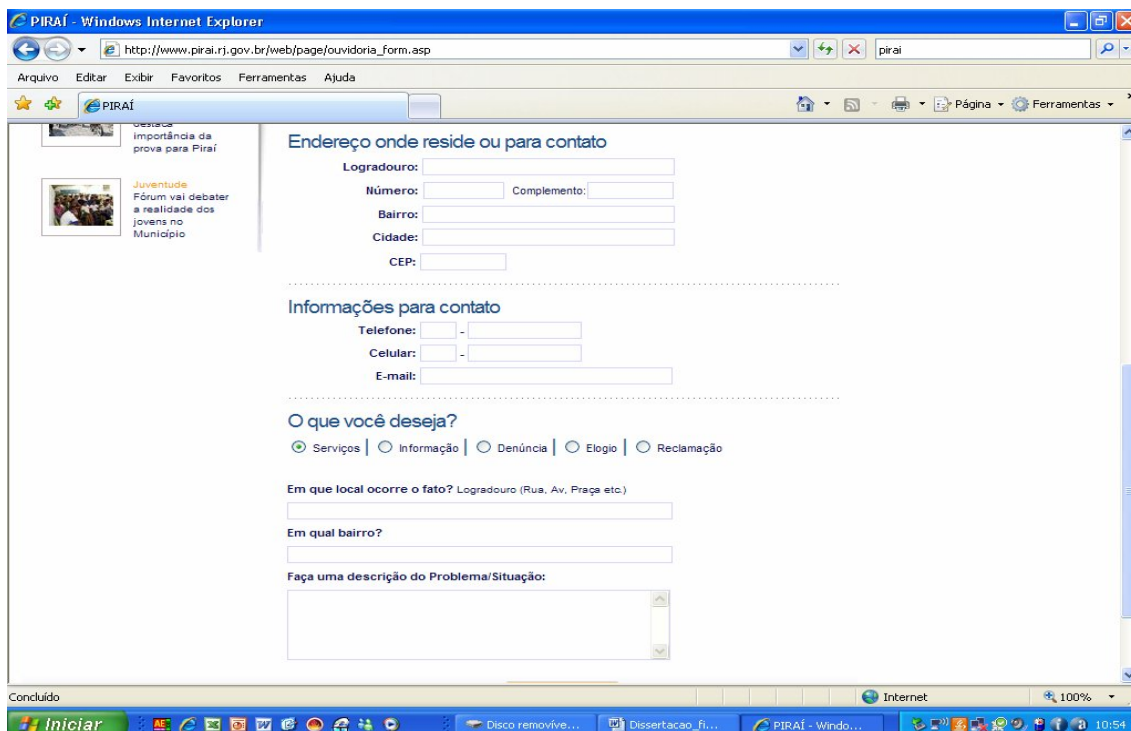 PIRAÍ - Windows Internet Explorer
http://www.pirai.rj.gov.br/web/page/ouvidoria_form.asp
pirai
Arquivo Editar Exibir Favoritos Ferramentas Ajuda
PIRAÍ
Página
Ferramentas
destaca
importância da
prova para Piraí
Juventude
Fórum vai debater
a realidade dos
jovens no
Município
Endereço onde reside ou para contato
Logradouro:
Número: Complemento:
Bairro:
Cidade:
CEP:
Informações para contato
Telefone: -
Celular: -
E-mail:
O que você deseja?
Serviços | Informação | Denúncia | Elogio | Reclamação
Em que local ocorre o fato? Logradouro (Rua, Av, Praça etc.)
Em qual bairro?
Faça uma descrição do Problema/Situação:
Concluído Internet 100%
Iniciar Disco removíve... Dissertacao_fi... PIRAÍ - Windo... 10:54